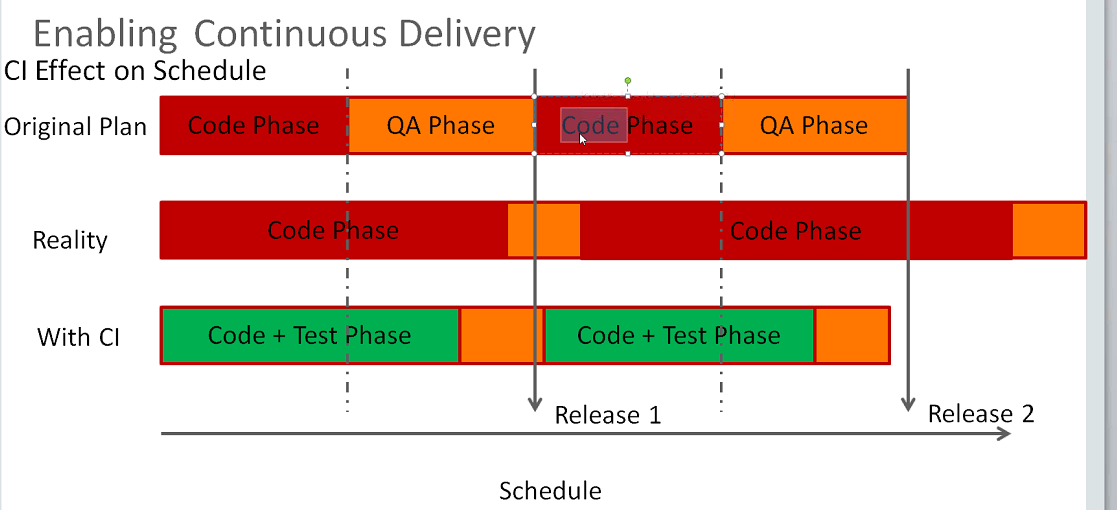 Enabling Continuous Delivery
CI Effect on Schedule
Original Plan
Code Phase
QA Phase
Code Phase
QA Phase
Reality
Code Phase
Code Phase
With CI
Code + Test Phase
Code + Test Phase
Release 1
Release 2
Schedule